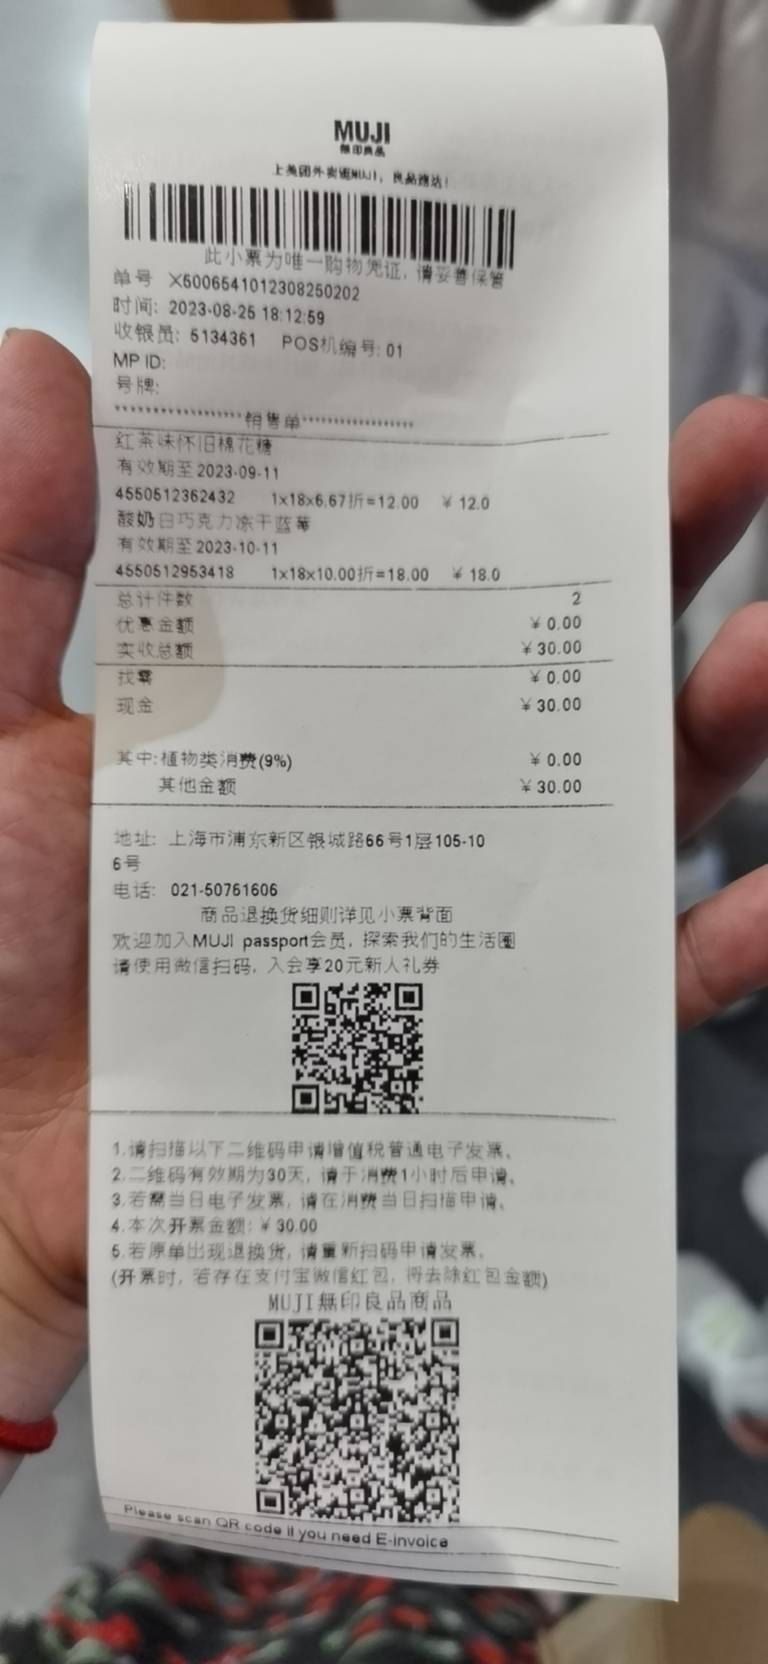 MUJI
無印良品
上美团外卖逛MUJI，良品速达！
此小票为唯一购物凭证，请妥善保管
单号 X5006541012308250202
时间: 2023-08-25 18:12:59
收银员: 5134361 POS机编号: 01
MP ID:
号牌:
******************销售单****************
红茶味怀旧棉花糖
有效期至2023-09-11
4550512362432 1x18x6.67折=12.00 ￥ 12.0
酸奶白巧克力冻干蓝莓
有效期至2023-10-11
4550512953418 1x18x10.00折=18.00 ￥ 18.0
总计件数 2
优惠金额 ￥ 0.00
实收总额 ￥ 30.00
找零 ￥ 0.00
现金 ￥ 30.00
其中:植物类消费(9%) ￥ 0.00
其他金额 ￥ 30.00
地址: 上海市浦东新区银城路66号1层105-10
6号
电话: 021-50761606
商品退换货细则详见小票背面
欢迎加入MUJI passport会员，探索我们的生活圈
请使用微信扫码，入会享20元新人礼券
1.请扫描以下二维码申请增值税普通电子发票。
2.二维码有效期为30天，请于消费1小时后申请。
3.若需当日电子发票，请在消费当日扫描申请。
4.本次开票金额: ￥ 30.00
5.若原单出现退换货，请重新扫码申请发票。
(开票时，若存在支付宝微信红包，将去除红包金额)
MUJI無印良品商品
Please scan QR code if you need E-invoice